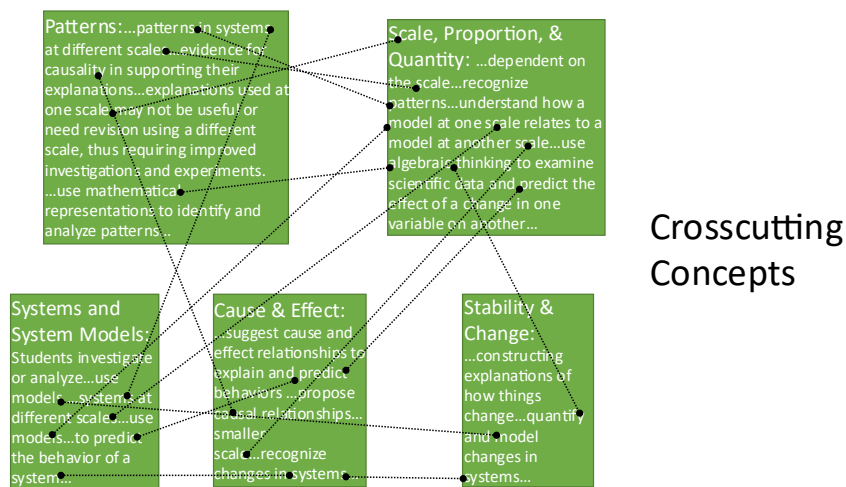 Patterns:...patterns in systems
at different scales...evidence for
causality in supporting their
explanations...explanations used at
one scale may not be useful or
need revision using a different
scale, thus requiring improved
investigations and experiments.
...use mathematical
representations to identify and
analyze patterns...
Scale, Proportion, &
Quantity: ...dependent on
the scale...recognize
patterns...understand how a
model at one scale relates to a
model at another scale...use
algebraic thinking to examine
scientific data and predict the
effect of a change in one
variable on another...
Crosscutting
Concepts
Systems and
System Models:
Students investigate
or analyze...use
models...systems at
different scales...use
models...to predict
the behavior of a
system...
Cause & Effect:
...suggest cause and
effect relationships to
explain and predict
behaviors ...propose
causal relationships...
smaller
scale...recognize
changes in systems
Stability &
Change:
...constructing
explanations of
how things
change...quantify
and model
changes in
systems...